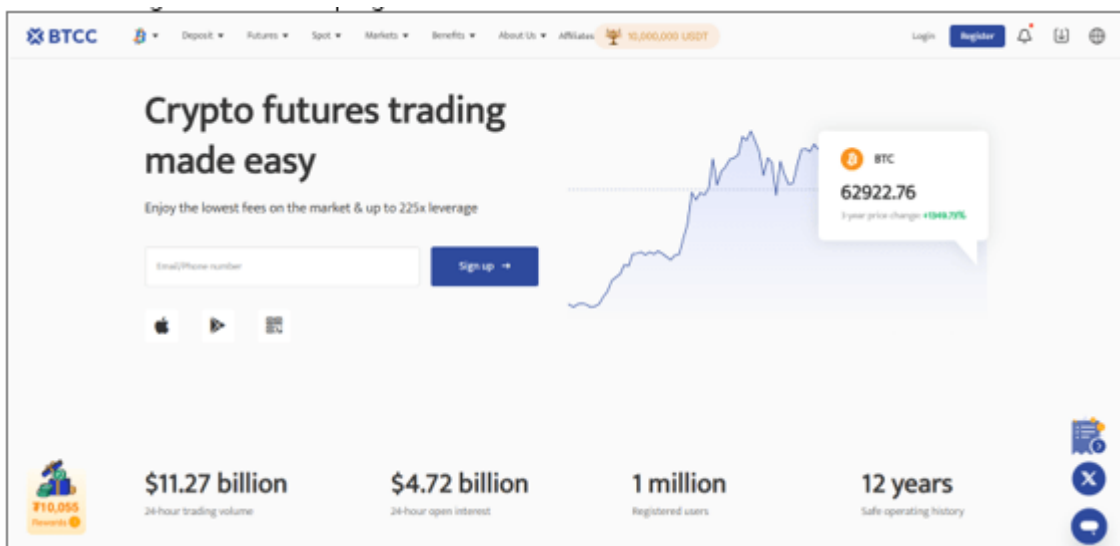 BTCC
Deposit Futures Spot Markets Benefits About Us Affiliates 10,000,000 USDT Login Register
Crypto futures trading
made easy
Enjoy the lowest fees on the market & up to 225x leverage
Email/Phone number
Sign up →
BTC
62922.76
3-year price change: +1349.73%
₮10,055
Rewards
$11.27 billion
24-hour trading volume
$4.72 billion
24-hour open interest
1 million
Registered users
12 years
Safe operating history